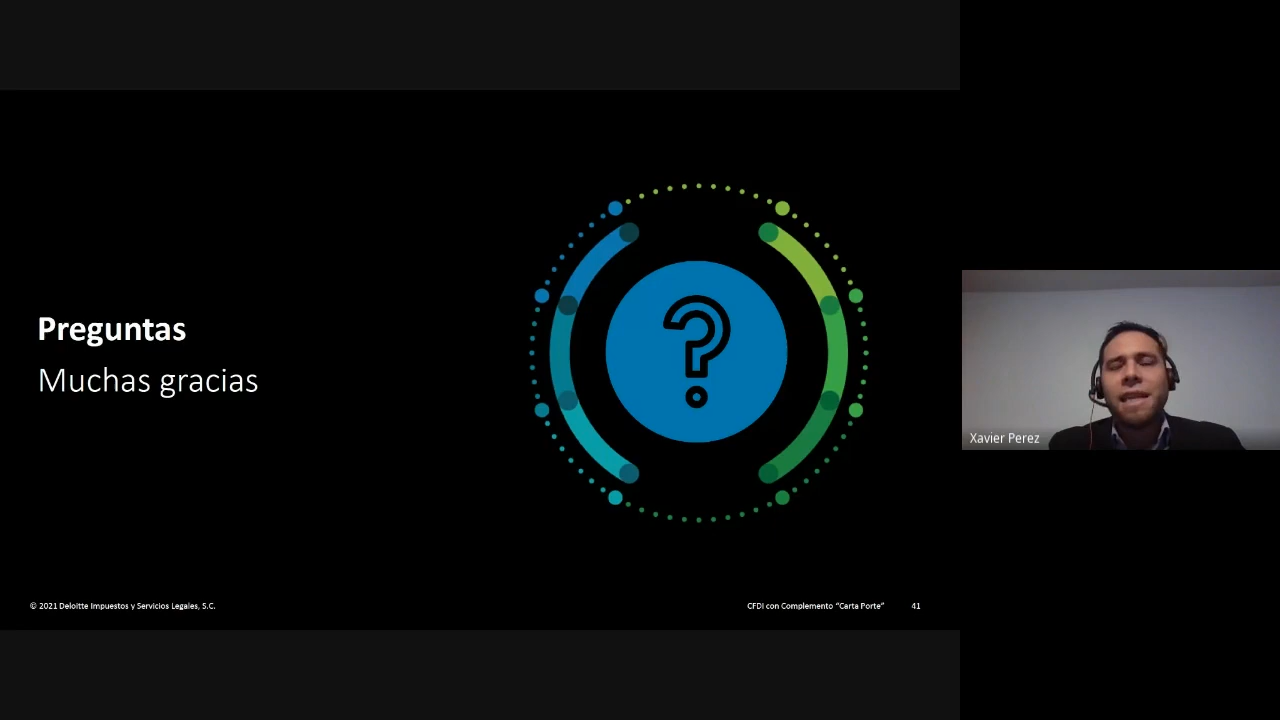 Preguntas
Muchas gracias
Xavier Perez
© 2021 Deloitte Impuestos y Servicios Legales, S.C.
CFDI con Complemento “Carta Porte”
41